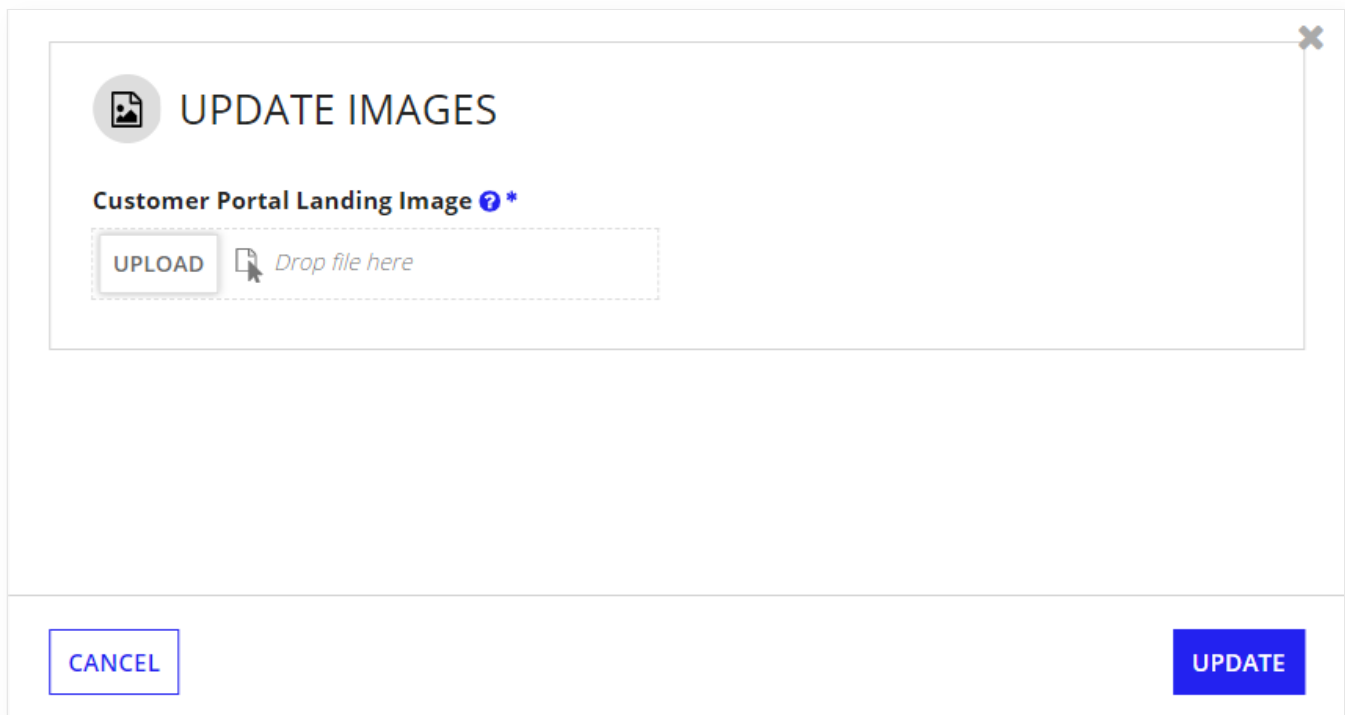 UPDATE IMAGES
Customer Portal Landing Image ? *
UPLOAD Drop file here
CANCEL UPDATE